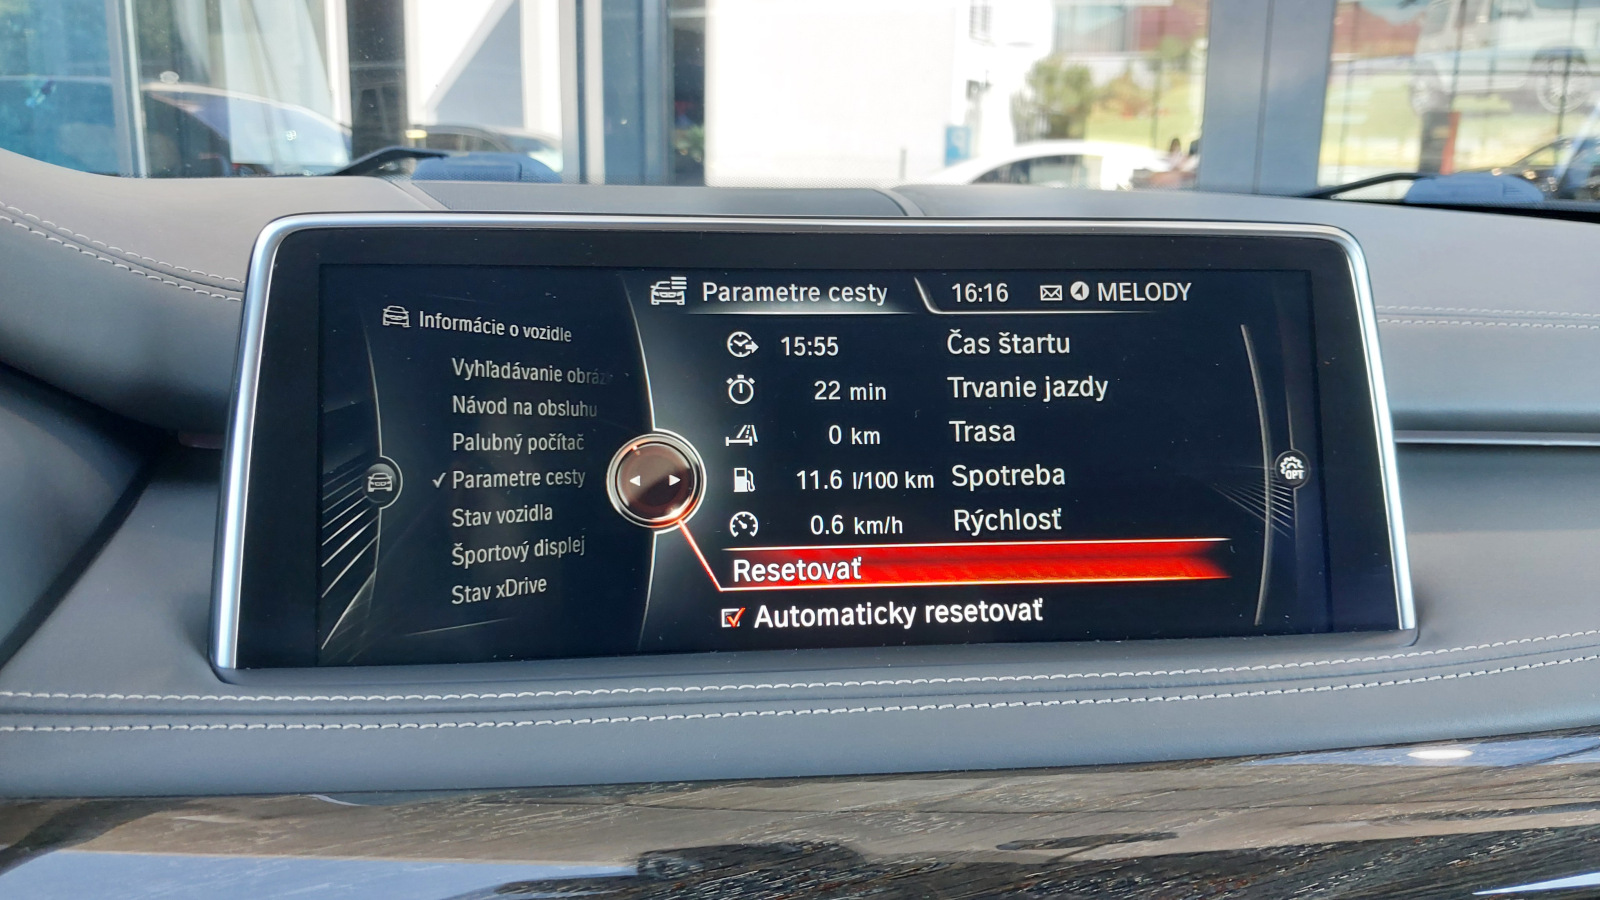 Informácie o vozidle
Vyhľadávanie obráz
Návod na obsluhu
Palubný počítač
✓ Parametre cesty
Stav vozidla
Športový displej
Stav xDrive
Parametre cesty
16:16 MELODY
15:55 Čas štartu
22 min Trvanie jazdy
0 km Trasa
11.6 l/100 km Spotreba
0.6 km/h Rýchlosť
Resetovať
Automaticky resetovať
OPT